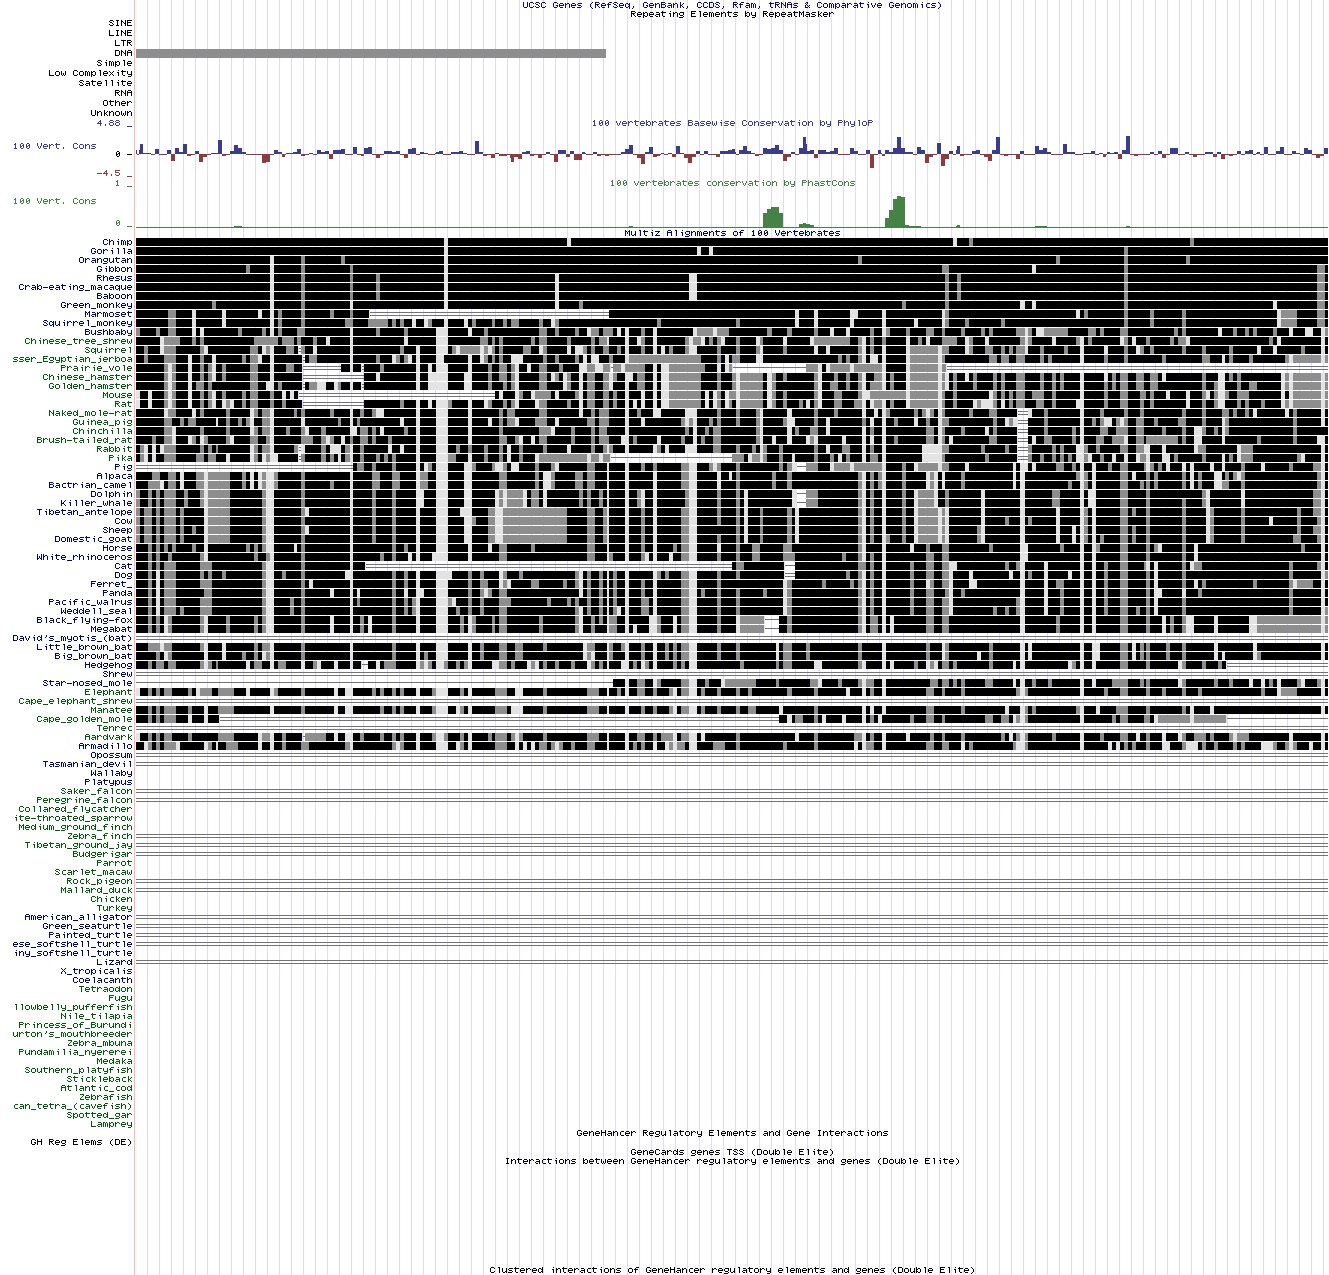 UCSC Genes (RefSeq, GenBank, CCDS, Rfam, tRNAs & Comparative Genomics)
Repeating Elements by RepeatMasker
SINE
LINE
LTR
DNA
Simple
Low Complexity
Satellite
RNA
Other
Unknown
100 vertebrates Basewise Conservation by PhyloP
4.88 _
100 Vert. Cons
0 _
-4.5 _
100 vertebrates conservation by PhastCons
1 _
100 Vert. Cons
0 _
Multiz Alignments of 100 Vertebrates
Chimp
Gorilla
Orangutan
Gibbon
Rhesus
Crab-eating_macaque
Baboon
Green_monkey
Marmoset
Squirrel_monkey
Bushbaby
Chinese_tree_shrew
Squirrel
sser_Egyptian_jerboa
Prairie_vole
Chinese_hamster
Golden_hamster
Mouse
Rat
Naked_mole-rat
Guinea_pig
Chinchilla
Brush-tailed_rat
Rabbit
Pika
Pig
Alpaca
Bactrian_camel
Dolphin
Killer_whale
Tibetan_antelope
Cow
Sheep
Domestic_goat
Horse
White_rhinoceros
Cat
Dog
Ferret_
Panda
Pacific_walrus
Weddell_seal
Black_flying-fox
Megabat
David's_myotis_(bat)
Little_brown_bat
Big_brown_bat
Hedgehog
Shrew
Star-nosed_mole
Elephant
Cape_elephant_shrew
Manatee
Cape_golden_mole
Tenrec
Aardvark
Armadillo
Opossum
Tasmanian_devil
Wallaby
Platypus
Saker_falcon
Peregrine_falcon
Collared_flycatcher
ite-throated_sparrow
Medium_ground_finch
Zebra_finch
Tibetan_ground_jay
Budgerigar
Parrot
Scarlet_macaw
Rock_pigeon
Mallard_duck
Chicken
Turkey
American_alligator
Green_seaturtle
Painted_turtle
ese_softshell_turtle
iny_softshell_turtle
Lizard
X_tropicalis
Coelacanth
Tetraodon
Fugu
llowbelly_pufferfish
Nile_tilapia
Princess_of_Burundi
urton's_mouthbreeder
Zebra_mbuna
Pundamilia_nyererei
Medaka
Southern_platyfish
Stickleback
Atlantic_cod
Zebrafish
can_tetra_(cavefish)
Spotted_gar
Lamprey
GeneHancer Regulatory Elements and Gene Interactions
GH Reg Elems (DE)
GeneCards genes TSS (Double Elite)
Interactions between GeneHancer regulatory elements and genes (Double Elite)
Clustered interactions of GeneHancer regulatory elements and genes (Double Elite)